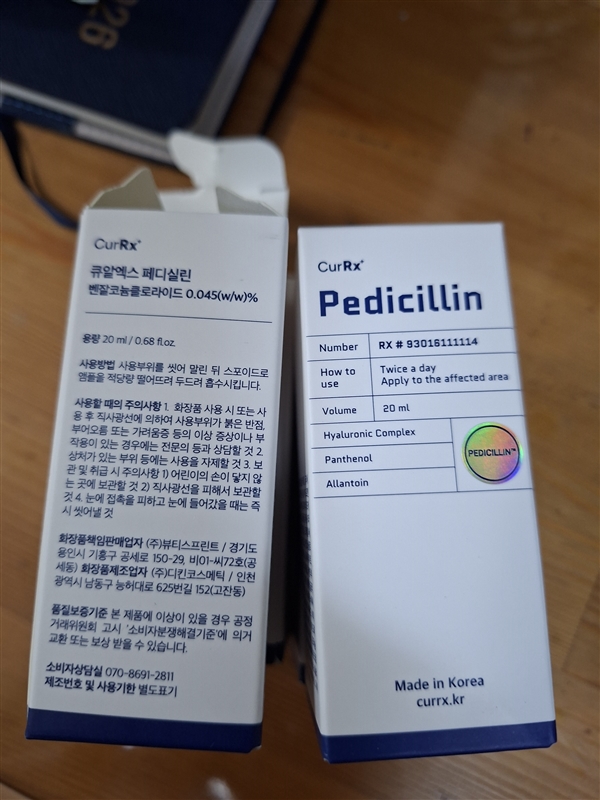 2026
CurRx
큐알엑스 페디실린
벤잘코늄클로라이드 0.045(w/w)%
용량 20 ml / 0.68 fl.oz.
사용방법 사용부위를 씻어 말린 뒤 스포이드로
앰플을 적당량 떨어뜨려 두드려 흡수시킵니다.
사용할 때의 주의사항 1. 화장품 사용 시 또는 사
용 후 직사광선에 의하여 사용부위가 붉은 반점,
부어오름 또는 가려움증 등의 이상 증상이나 부
작용이 있는 경우에는 전문의 등과 상담할 것 2.
상처가 있는 부위 등에는 사용을 자제할 것 3. 보
관 및 취급 시 주의사항 1) 어린이의 손이 닿지 않
는 곳에 보관할 것 2) 직사광선을 피해서 보관할
것 4. 눈에 접촉을 피하고 눈에 들어갔을 때는 즉
시 씻어낼 것
화장품책임판매업자 (주)뷰티스프린트 / 경기도
용인시 기흥구 공세로 150-29, 비01-씨72호(공
세동) 화장품제조업자 (주)디킨코스메틱 / 인천
광역시 남동구 능허대로 625번길 152(고잔동)
품질보증기준 본 제품에 이상이 있을 경우 공정
거래위원회 고시 '소비자분쟁해결기준'에 의거
교환 또는 보상 받을 수 있습니다.
소비자상담실 070-8691-2811
제조번호 및 사용기한 별도표기
CurRx
Pedicillin
Number RX # 93016111114
How to use Twice a day
Apply to the affected area
Volume 20 ml
Hyaluronic Complex
Panthenol
Allantoin
PEDICILLIN™
Made in Korea
currx.kr